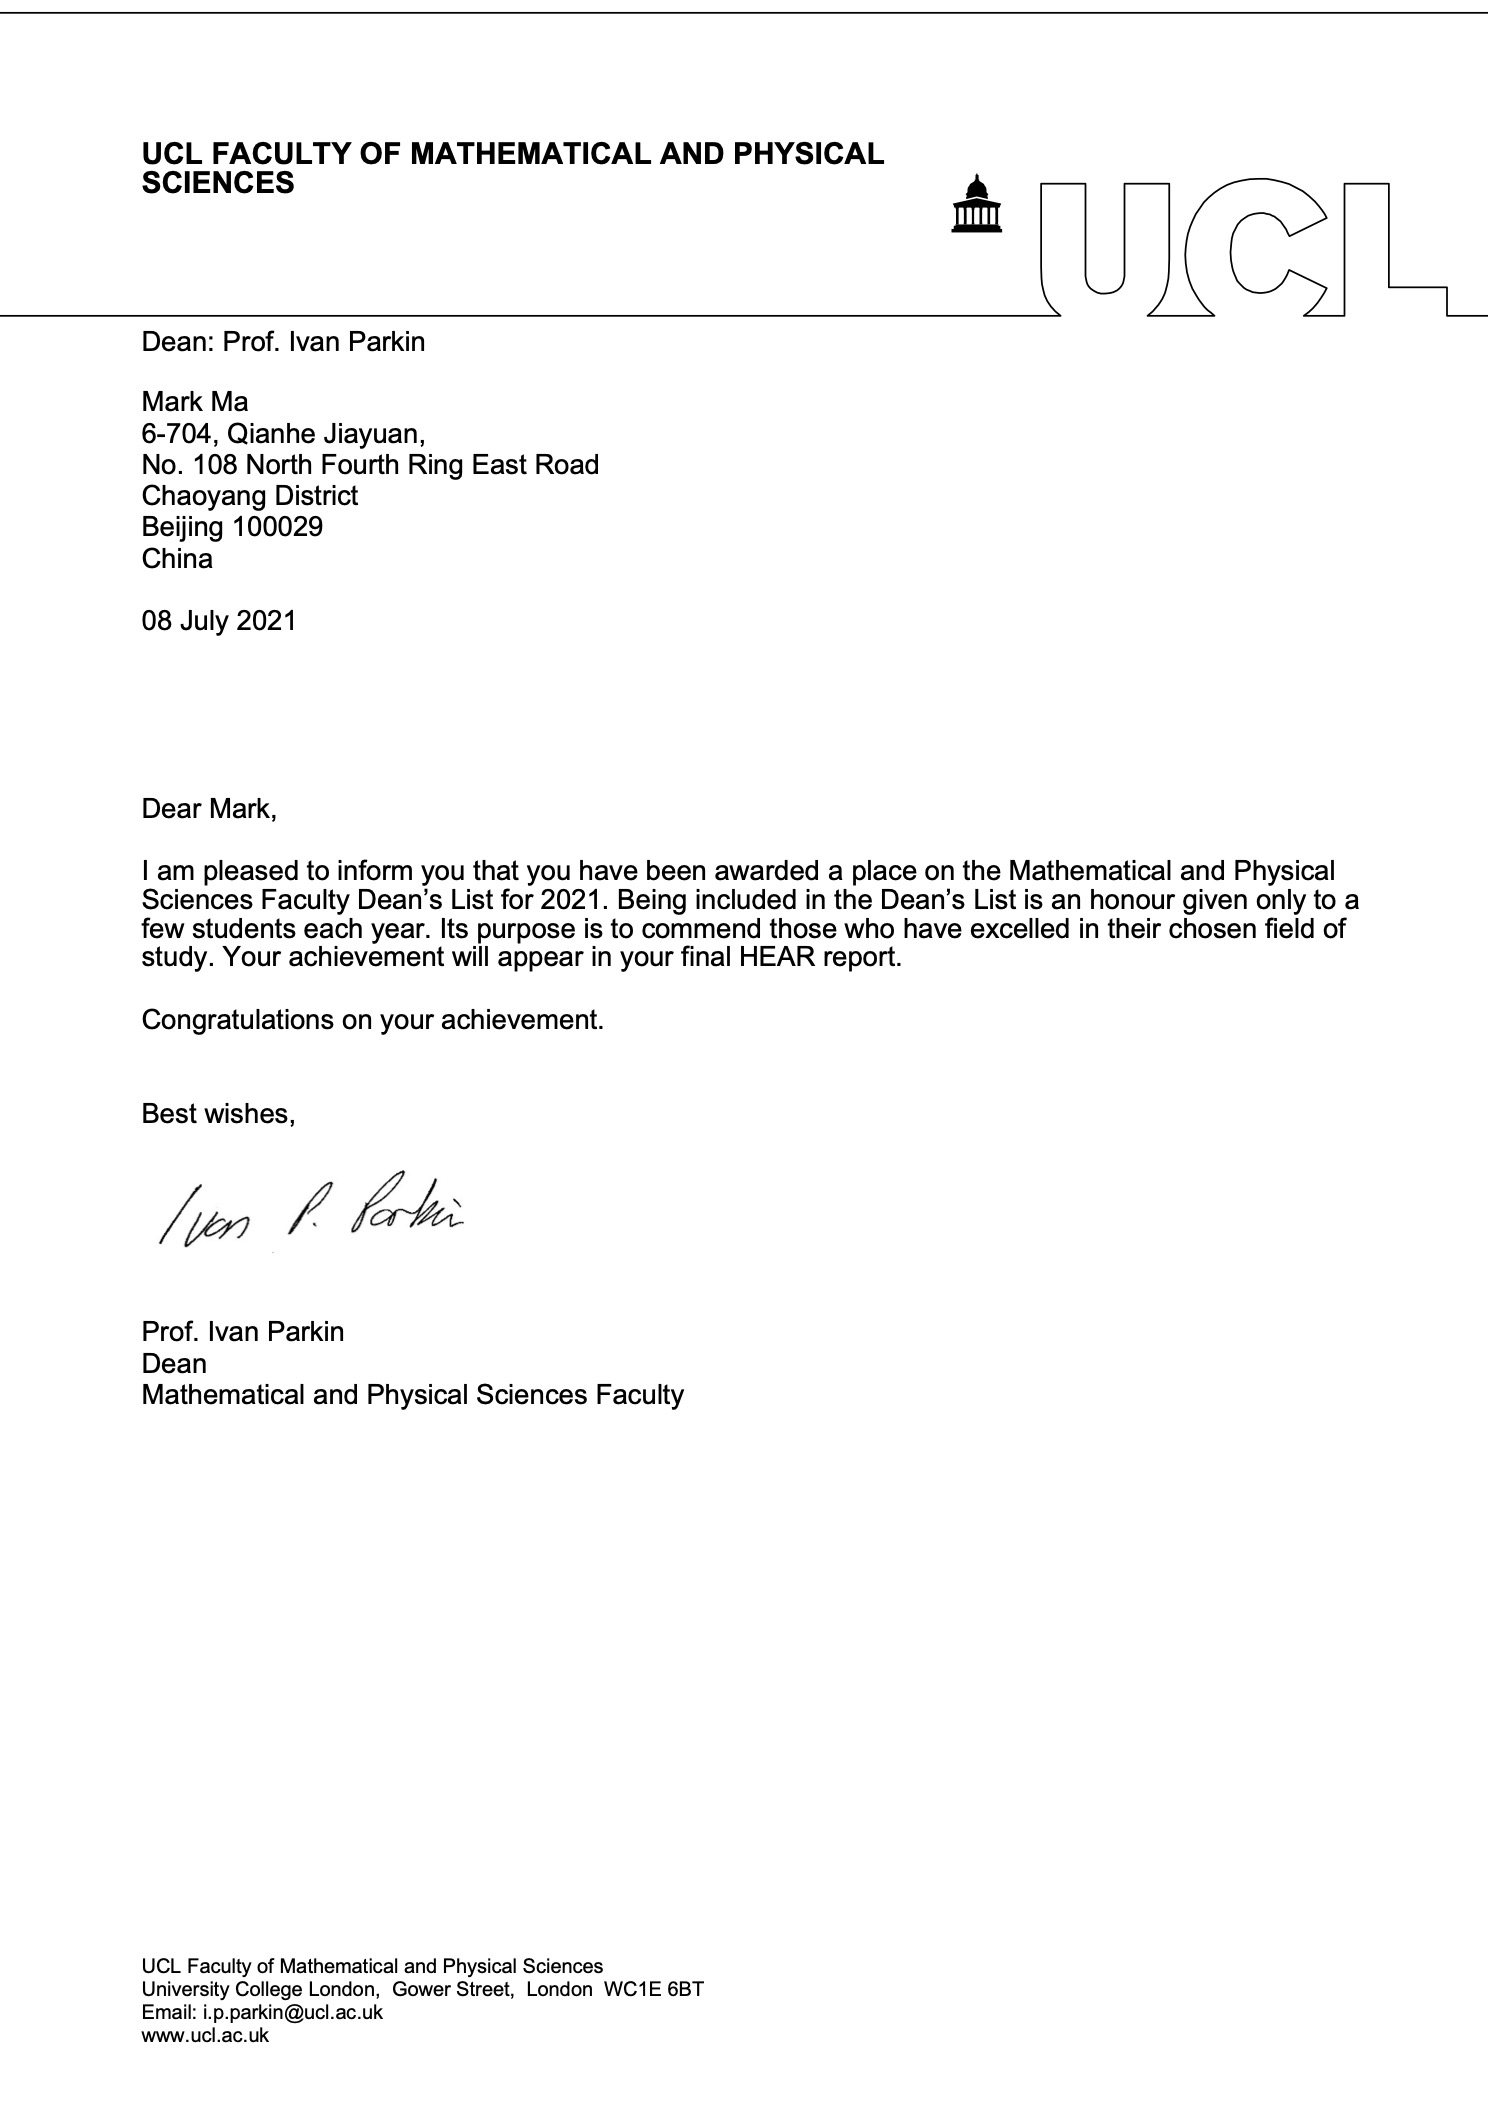 UCL FACULTY OF MATHEMATICAL AND PHYSICAL
SCIENCES
UCL
Dean: Prof. Ivan Parkin
Mark Ma
6-704, Qianhe Jiayuan,
No. 108 North Fourth Ring East Road
Chaoyang District
Beijing 100029
China
08 July 2021
Dear Mark,
I am pleased to inform you that you have been awarded a place on the Mathematical and Physical
Sciences Faculty Dean’s List for 2021. Being included in the Dean’s List is an honour given only to a
few students each year. Its purpose is to commend those who have excelled in their chosen field of
study. Your achievement will appear in your final HEAR report.
Congratulations on your achievement.
Best wishes,
Ivan P. Parkin
Prof. Ivan Parkin
Dean
Mathematical and Physical Sciences Faculty
UCL Faculty of Mathematical and Physical Sciences
University College London, Gower Street, London WC1E 6BT
Email: i.p.parkin@ucl.ac.uk
www.ucl.ac.uk